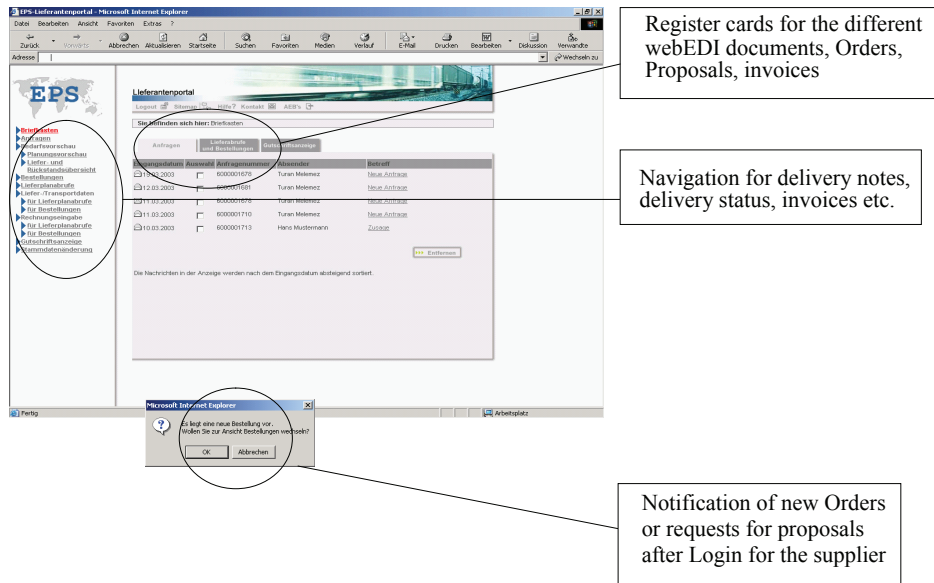 EPS-Lieferantenportal - Microsoft Internet Explorer
Datei Bearbeiten Ansicht Favoriten Extras ?
Zurück Vorwärts Abbrechen Aktualisieren Startseite Suchen Favoriten Medien Verlauf E-Mail Drucken Bearbeiten Diskussion Verwandte
Adresse Wechseln zu
EPS
Lieferantenportal
Logout Sitemap Hilfe? Kontakt AEB's
Sie befinden sich hier: Briefkasten
Briefkasten
Anfragen
Bedarfsvorschau
Planungsvorschau
Liefer- und
Rückstandsübersicht
Bestellungen
Lieferplanabrufe
Liefer-/Transportdaten
für Lieferplanabrufe
für Bestellungen
Rechnungseingabe
für Lieferplanabrufe
für Bestellungen
Gutschriftsanzeige
Stammdatenänderung
Anfragen
Lieferabrufe
und Bestellungen
Gutschriftsanzeige
Eingangsdatum Auswahl Anfragenummer Absender Betreff
19.03.2003 6000001678 Turan Melemez Neue Anfrage
12.03.2003 6000001681 Turan Melemez Neue Anfrage
11.03.2003 6000001678 Turan Melemez Neue Anfrage
11.03.2003 6000001710 Turan Melemez Neue Anfrage
10.03.2003 6000001713 Hans Mustermann Zusage
Entfernen
Die Nachrichten in der Anzeige werden nach dem Eingangsdatum absteigend sortiert.
Fertig Arbeitsplatz
Microsoft Internet Explorer
Es liegt eine neue Bestellung vor.
Wollen Sie zur Ansicht Bestellungen wechseln?
OK Abbrechen
Register cards for the different
webEDI documents, Orders,
Proposals, invoices
Navigation for delivery notes,
delivery status, invoices etc.
Notification of new Orders
or requests for proposals
after Login for the supplier